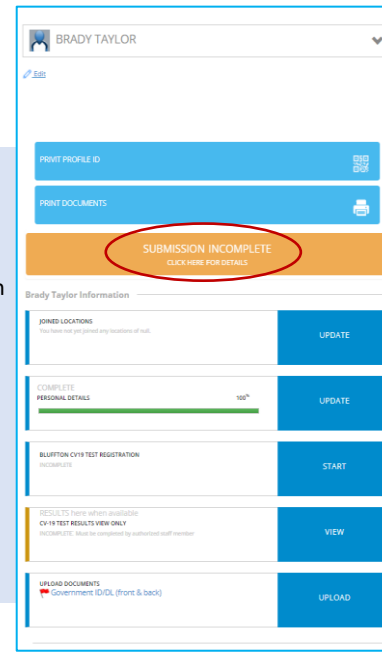 BRADY TAYLOR
Edit
PRIVIT PROFILE ID
PRINT DOCUMENTS
SUBMISSION INCOMPLETE
CLICK HERE FOR DETAILS
n
Brady Taylor Information
JOINED LOCATIONS
You have not yet joined any locations of null.
UPDATE
COMPLETE
PERSONAL DETAILS 100%
UPDATE
BLUFFTON CV19 TEST REGISTRATION
INCOMPLETE
START
RESULTS here when available
CV-19 TEST RESULTS VIEW ONLY
INCOMPLETE. Must be completed by authorized staff member
VIEW
UPLOAD DOCUMENTS
Government ID/DL (front & back)
UPLOAD